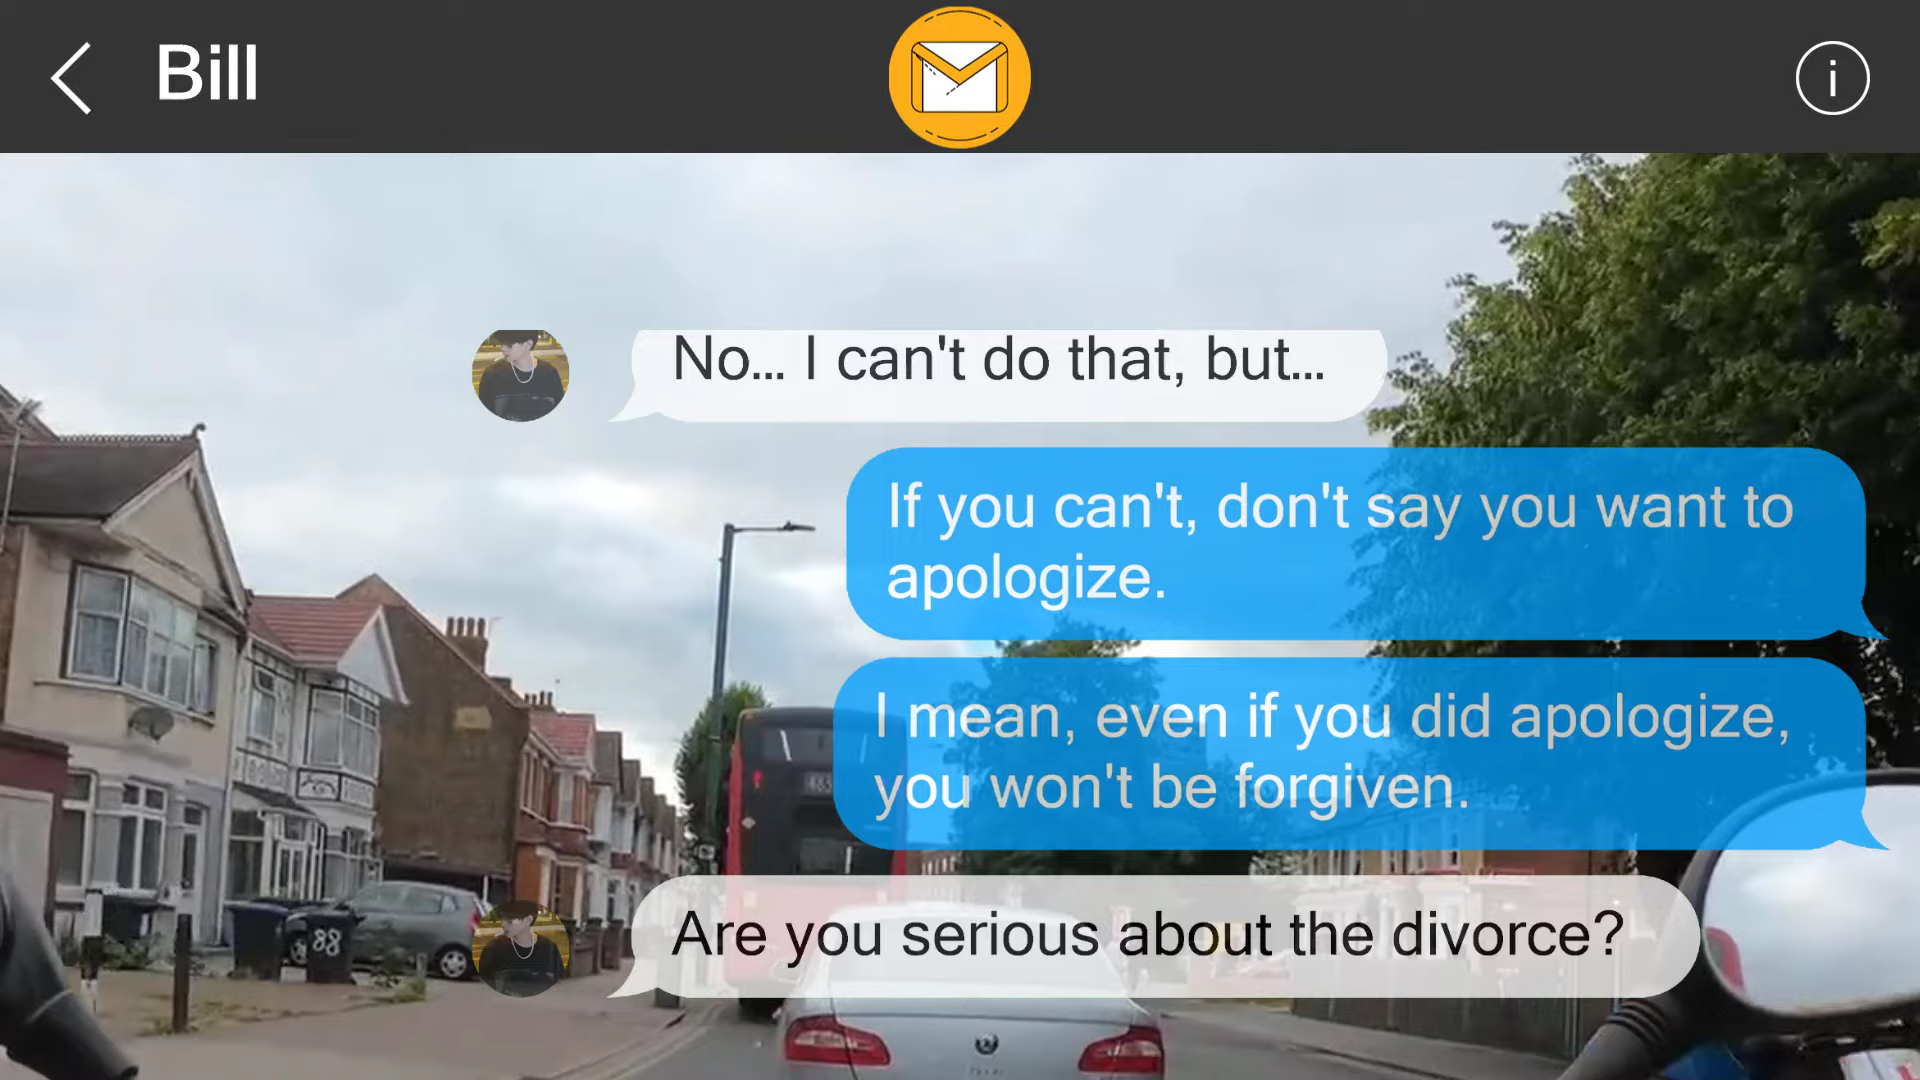 Bill
No... I can't do that, but...
If you can't, don't say you want to
apologize.
I mean, even if you did apologize,
you won't be forgiven.
Are you serious about the divorce?
88